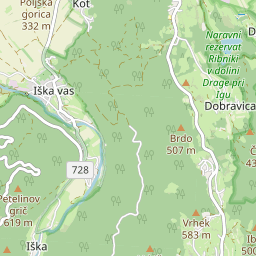 Poljska
gorica
332 m
Kot
Naravni
rezervat
Ribniki
v dolini
Drage pri
Igu
Iška vas
Dobravica
Brdo
507 m
728
Petelinov
grič
619 m
Vrhek
583 m
Iška